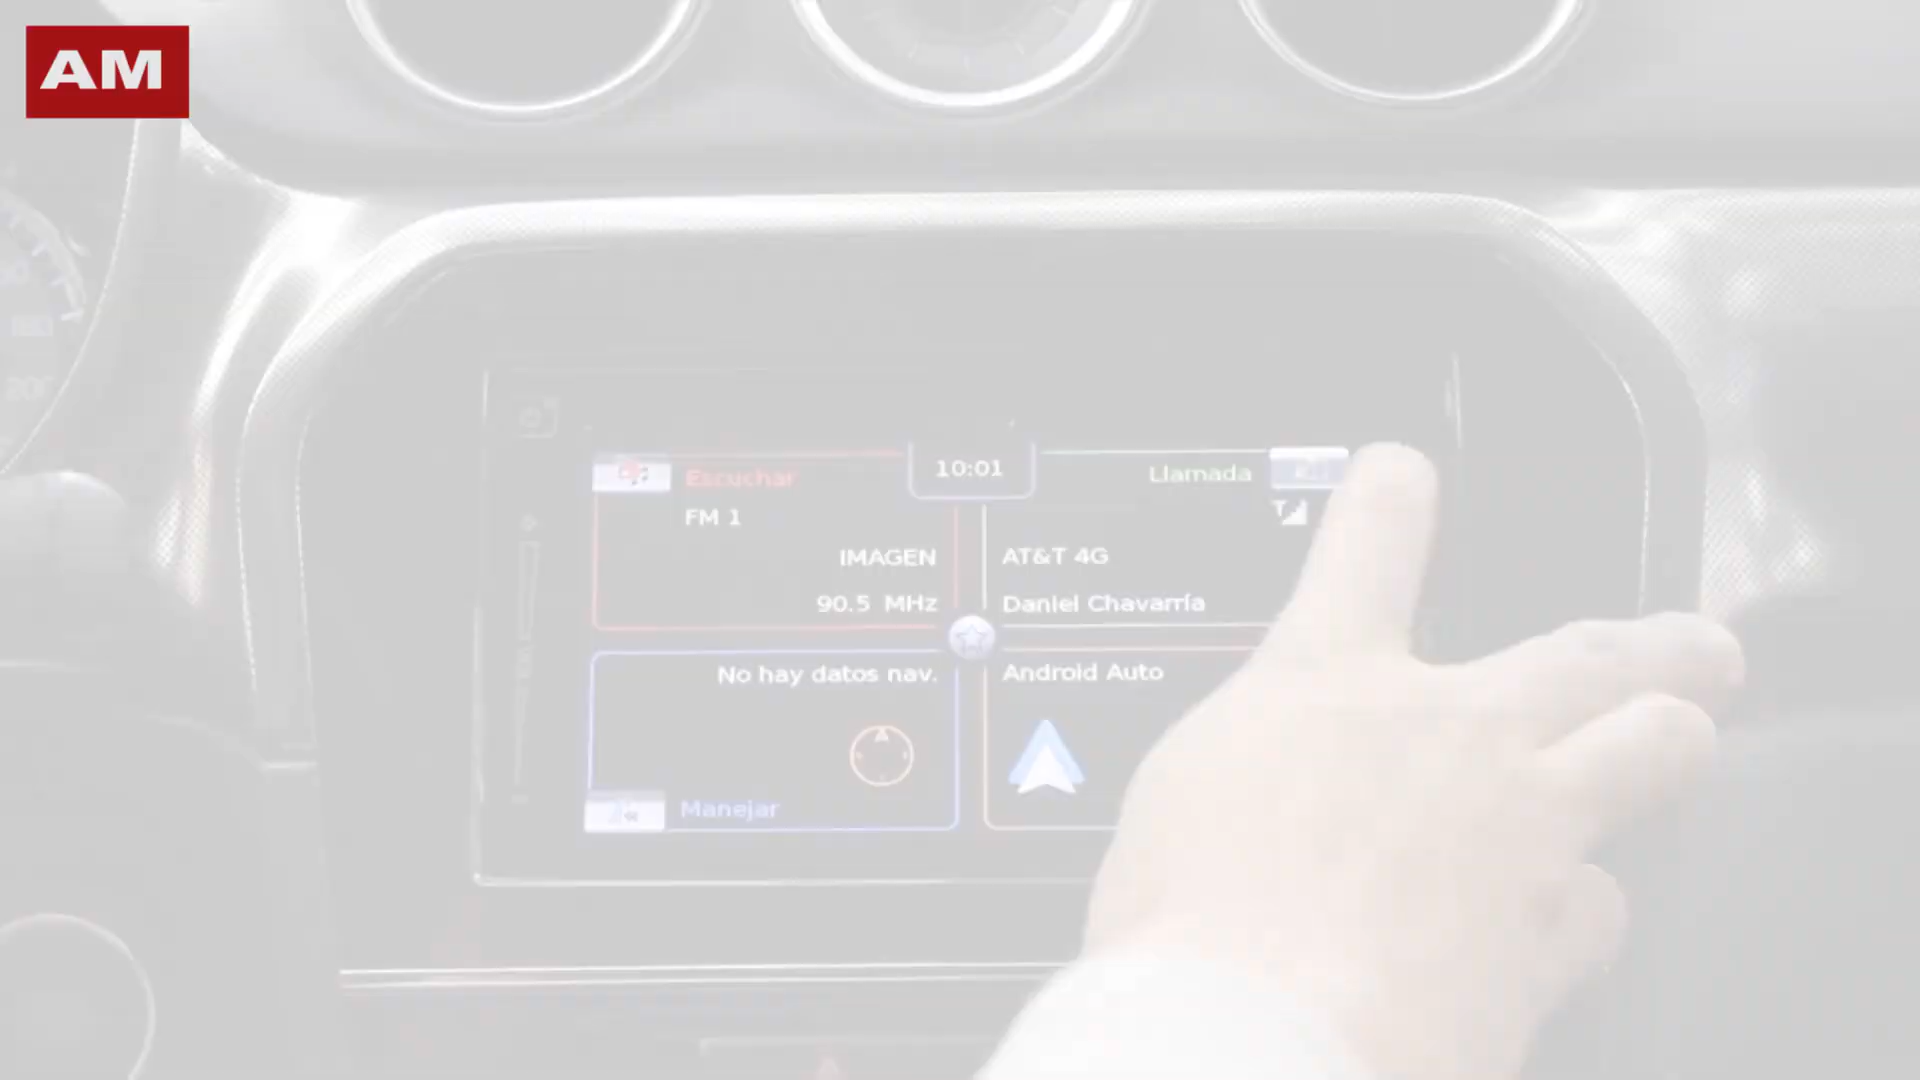 AM
10:01
Escuchar
FM 1
IMAGEN
90.5 MHz
Llamada
AT&T 4G
Daniel Chavarría
No hay datos nav.
Manejar
Android Auto